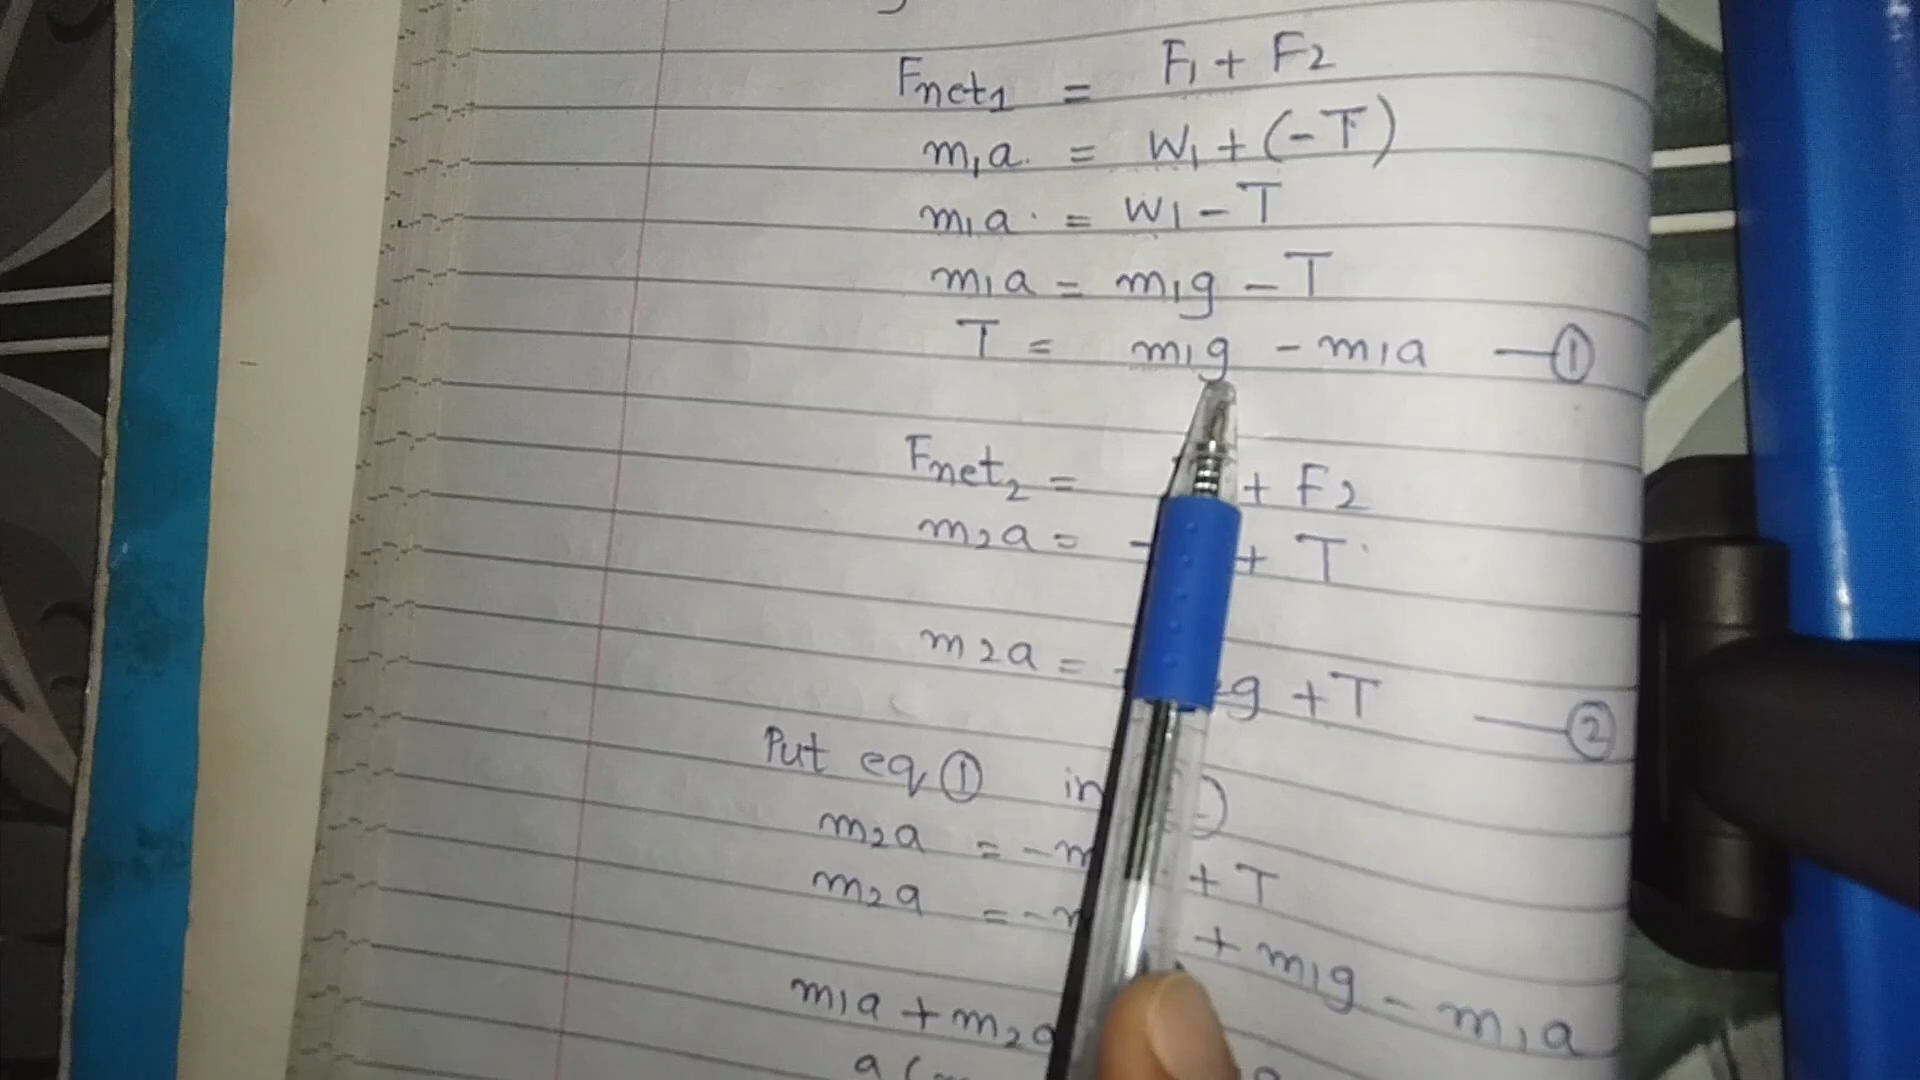 Fnet1 = F1 + F2
m1a = W1 + (-T)
m1a = W1 - T
m1a = m1g - T
T = m1g - m1a — ①
Fnet2 = + F2
m2a = - + T
m2a = - g + T — ②
Put eq ① in
m2a = -m + T
m2a = - + m1g - m1a
m1a + m2a
a (